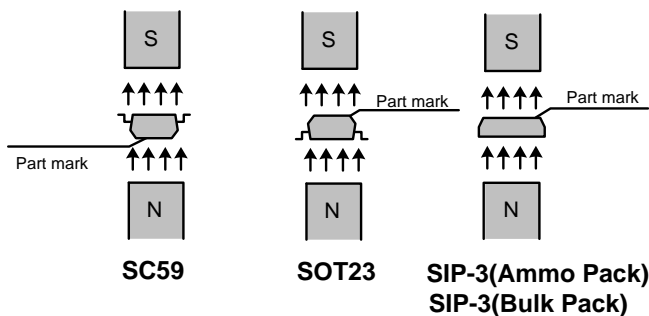 S
S
S
Part mark
Part mark
Part mark
N
N
N
SC59
SOT23
SIP-3(Ammo Pack)
SIP-3(Bulk Pack)